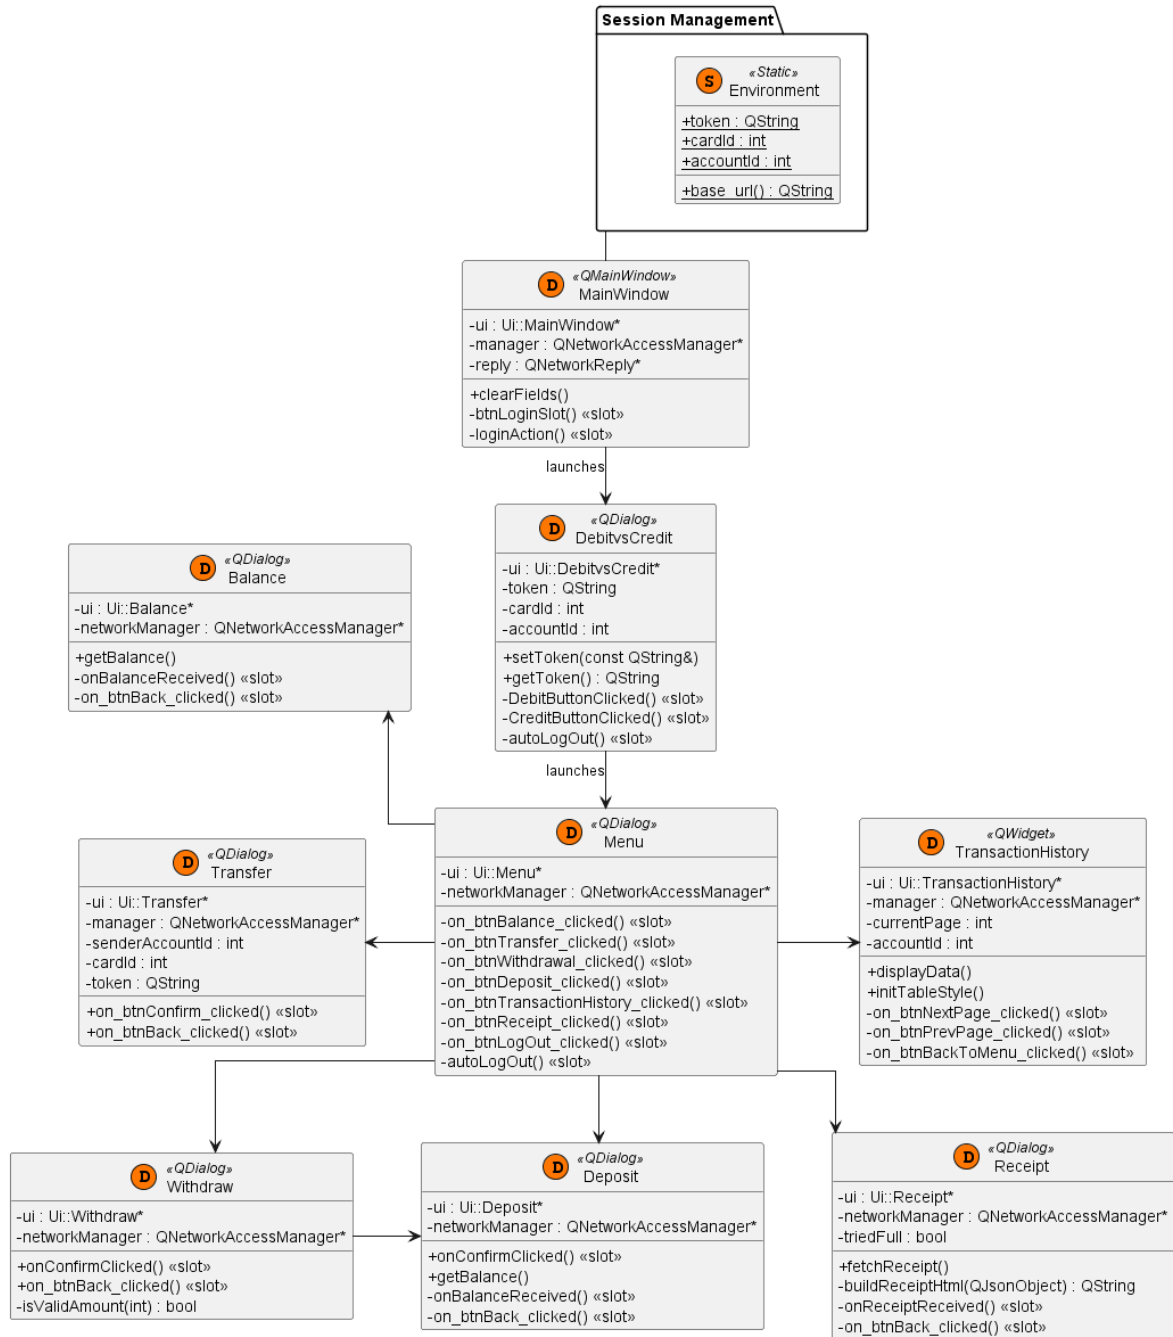 Session Management
S
«Static»
Environment
+token : QString
+cardId : int
+accountId : int
+base_url() : QString
D
«QMainWindow»
MainWindow
-ui : Ui::MainWindow*
-manager : QNetworkAccessManager*
-reply : QNetworkReply*
+clearFields()
-btnLoginSlot() «slot»
-loginAction() «slot»
launches
D
«QDialog»
DebitvsCredit
-ui : Ui::DebitvsCredit*
-token : QString
-cardId : int
-accountId : int
+setToken(const QString&)
+getToken() : QString
-DebitButtonClicked() «slot»
-CreditButtonClicked() «slot»
-autoLogOut() «slot»
D
«QDialog»
Balance
-ui : Ui::Balance*
-networkManager : QNetworkAccessManager*
+getBalance()
-onBalanceReceived() «slot»
-on_btnBack_clicked() «slot»
launches
D
«QDialog»
Menu
-ui : Ui::Menu*
-networkManager : QNetworkAccessManager*
-on_btnBalance_clicked() «slot»
-on_btnTransfer_clicked() «slot»
-on_btnWithdrawal_clicked() «slot»
-on_btnDeposit_clicked() «slot»
-on_btnTransactionHistory_clicked() «slot»
-on_btnReceipt_clicked() «slot»
-on_btnLogOut_clicked() «slot»
-autoLogOut() «slot»
D
«QDialog»
Transfer
-ui : Ui::Transfer*
-manager : QNetworkAccessManager*
-senderAccountId : int
-cardId : int
-token : QString
+on_btnConfirm_clicked() «slot»
+on_btnBack_clicked() «slot»
D
«QWidget»
TransactionHistory
-ui : Ui::TransactionHistory*
-manager : QNetworkAccessManager*
-currentPage : int
-accountId : int
+displayData()
+initTableStyle()
-on_btnNextPage_clicked() «slot»
-on_btnPrevPage_clicked() «slot»
-on_btnBackToMenu_clicked() «slot»
D
«QDialog»
Withdraw
-ui : Ui::Withdraw*
-networkManager : QNetworkAccessManager*
+onConfirmClicked() «slot»
+on_btnBack_clicked() «slot»
-isValidAmount(int) : bool
D
«QDialog»
Deposit
-ui : Ui::Deposit*
-networkManager : QNetworkAccessManager*
+onConfirmClicked() «slot»
+getBalance()
-onBalanceReceived() «slot»
-on_btnBack_clicked() «slot»
D
«QDialog»
Receipt
-ui : Ui::Receipt*
-networkManager : QNetworkAccessManager*
-triedFull : bool
+fetchReceipt()
-buildReceiptHtml(QJsonObject) : QString
-onReceiptReceived() «slot»
-on_btnBack_clicked() «slot»